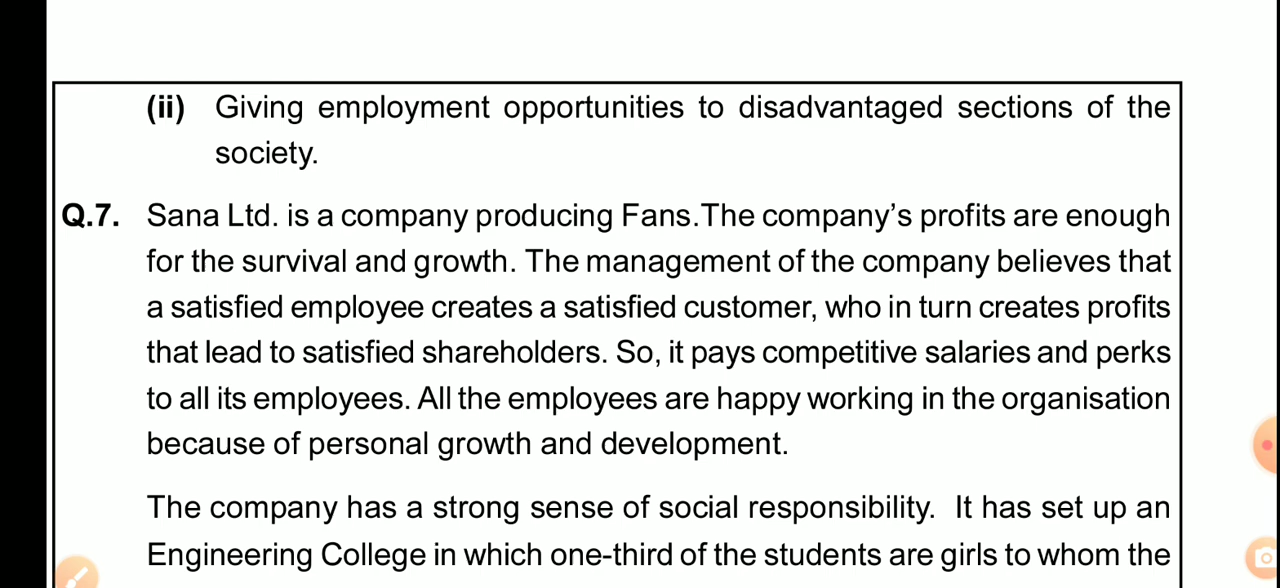 (ii) Giving employment opportunities to disadvantaged sections of the
society.
Q.7. Sana Ltd. is a company producing Fans.The company’s profits are enough
for the survival and growth. The management of the company believes that
a satisfied employee creates a satisfied customer, who in turn creates profits
that lead to satisfied shareholders. So, it pays competitive salaries and perks
to all its employees. All the employees are happy working in the organisation
because of personal growth and development.
The company has a strong sense of social responsibility. It has set up an
Engineering College in which one-third of the students are girls to whom the